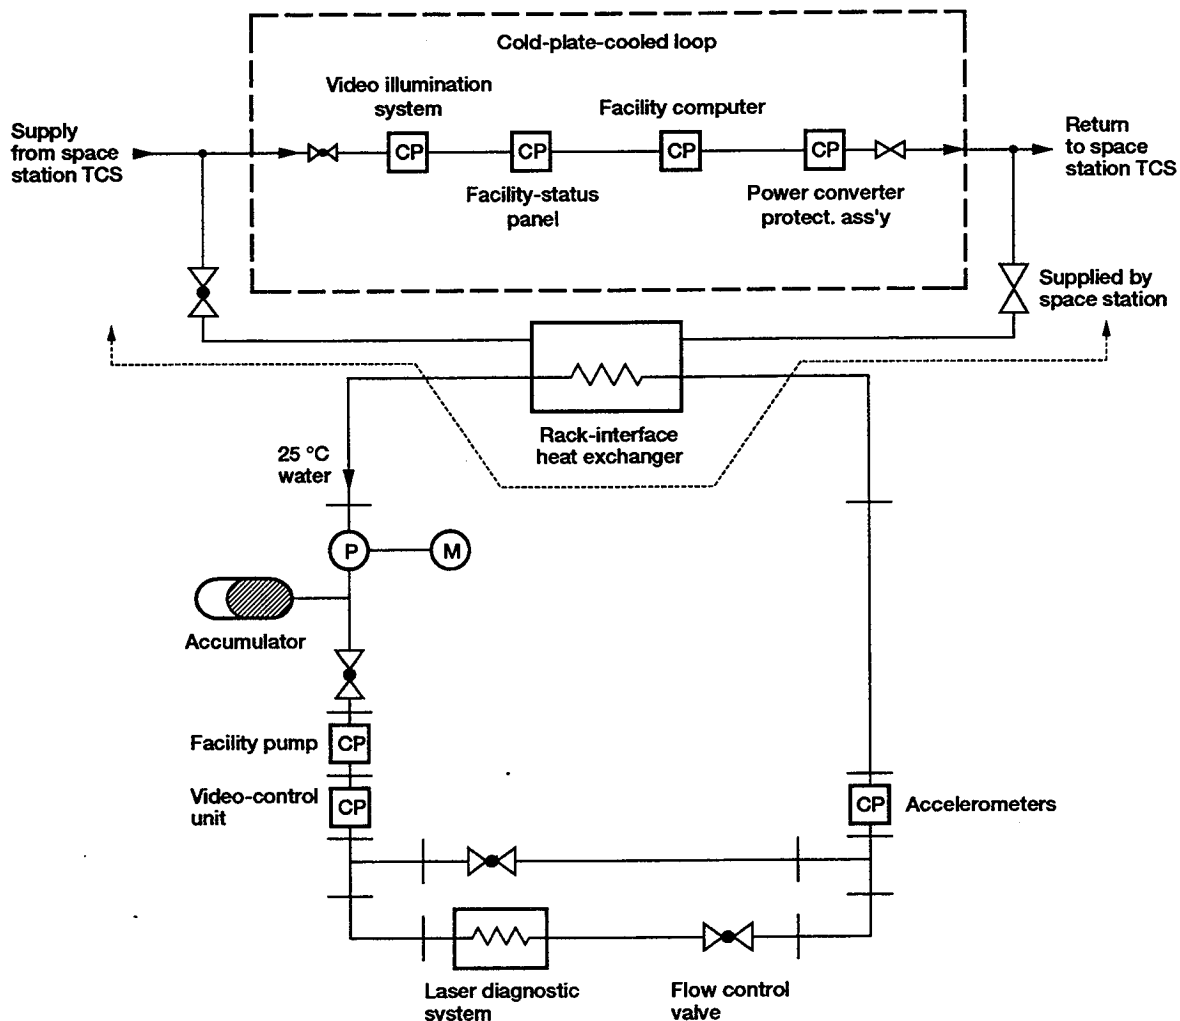 Cold-plate-cooled loop
Video illumination
system
Facility computer
Supply
from space
station TCS
CP
CP
CP
CP
Return
to space
station TCS
Facility-status
panel
Power converter
protect. ass'y
Supplied by
space station
Rack-interface
heat exchanger
25 °C
water
P
M
Accumulator
Facility pump
CP
Video-control
unit
CP
CP
Accelerometers
Laser diagnostic
system
Flow control
valve